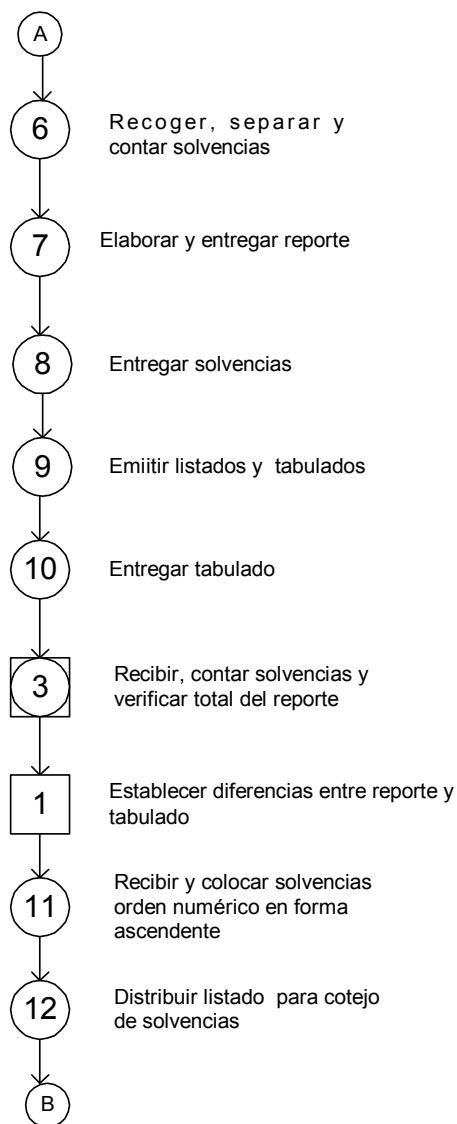 A
6
Recoger, separar y
contar solvencias
7
Elaborar y entregar reporte
8
Entregar solvencias
9
Emiitir listados y tabulados
10
Entregar tabulado
3
Recibir, contar solvencias y
verificar total del reporte
1
Establecer diferencias entre reporte y
tabulado
11
Recibir y colocar solvencias
orden numérico en forma
ascendente
12
Distribuir listado para cotejo
de solvencias
B